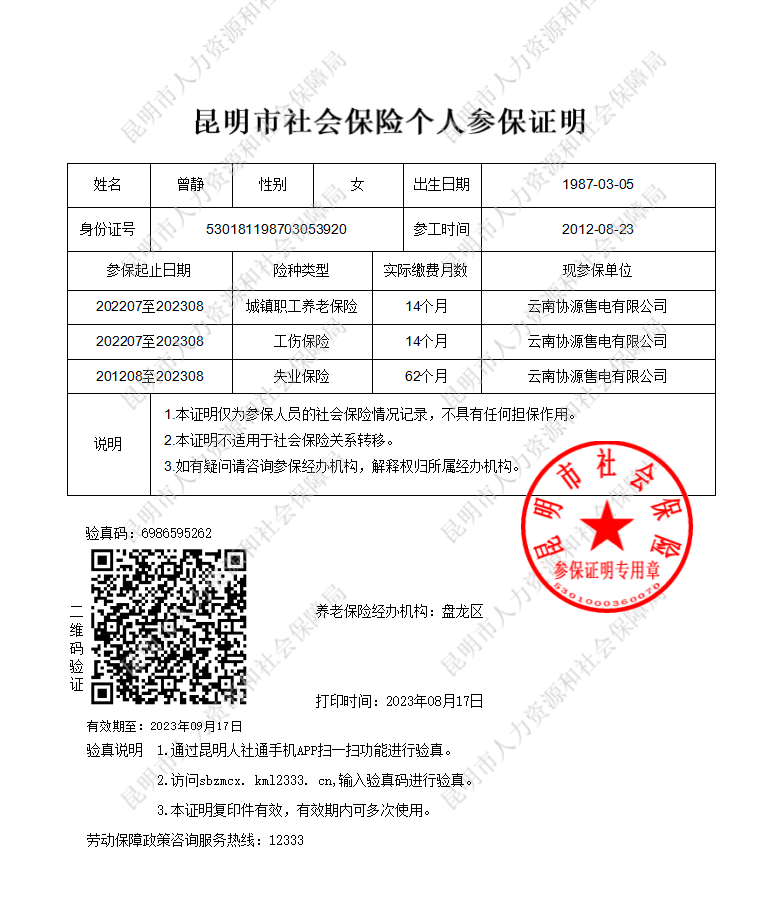 昆明市社会保险个人参保证明
姓名 曾静 性别 女 出生日期 1987-03-05
身份证号 530181198703053920 参工时间 2012-08-23
参保起止日期 险种类型 实际缴费月数 现参保单位
202207至202308 城镇职工养老保险 14个月 云南协源售电有限公司
202207至202308 工伤保险 14个月 云南协源售电有限公司
201208至202308 失业保险 62个月 云南协源售电有限公司
说明
1.本证明仅为参保人员的社会保险情况记录，不具有任何担保作用。
2.本证明不适用于社会保险关系转移。
3.如有疑问请咨询参保经办机构，解释权归所属经办机构。
昆明市社会保险
参保证明专用章
5301000360070
验真码：6986595262
二维码验证
养老保险经办机构：盘龙区
打印时间：2023年08月17日
有效期至：2023年09月17日
验真说明 1.通过昆明人社通手机APP扫一扫功能进行验真。
2.访问sbzmcx. km12333. cn,输入验真码进行验真。
3.本证明复印件有效，有效期内可多次使用。
劳动保障政策咨询服务热线：12333
昆明市人力资源和社会保障局